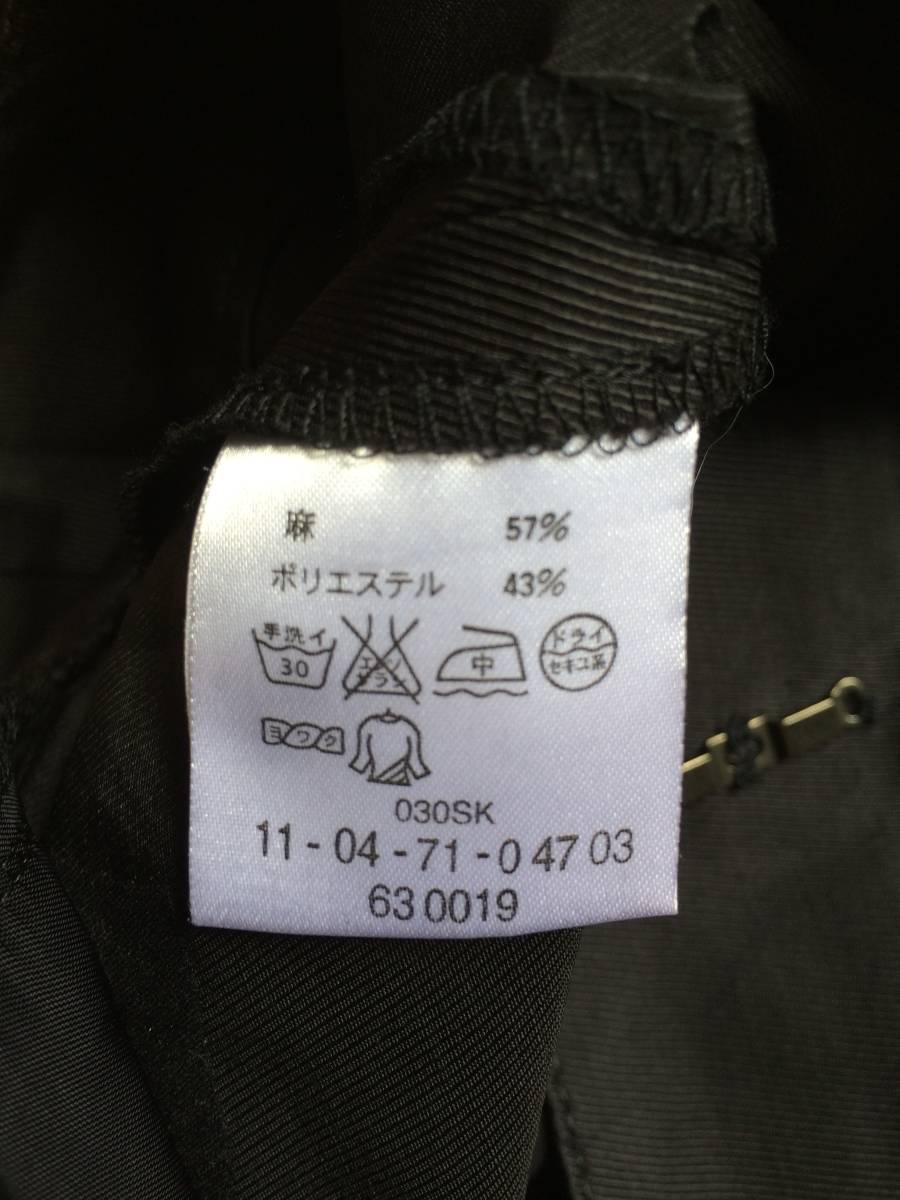 麻 57%
ポリエステル 43%
手洗イ 30 エンソサラシ 中 ドライ セキユ系
ヨワク
030SK
11-04-71-0 47 03
63 0019